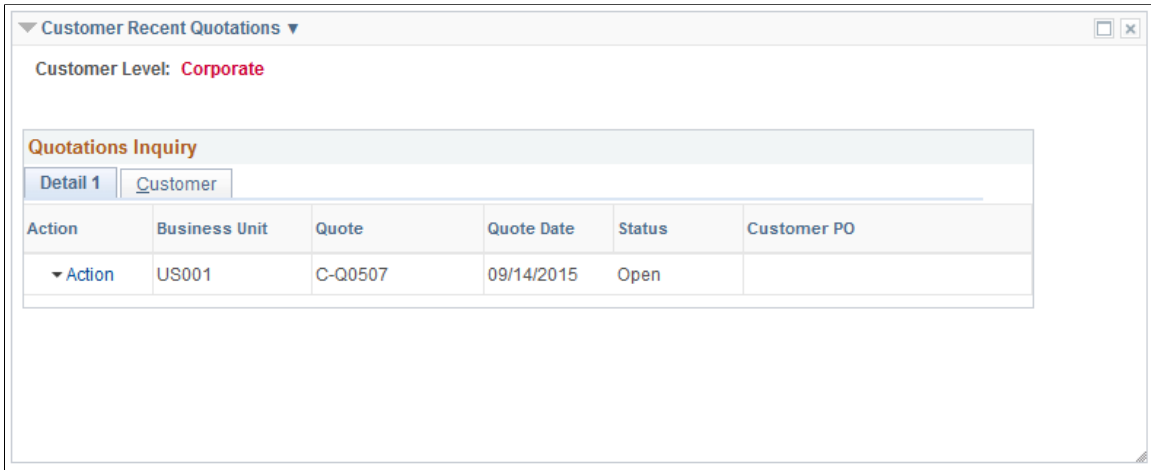 Customer Recent Quotations
Customer Level: Corporate
Quotations Inquiry
Detail 1 Customer
Action Business Unit Quote Quote Date Status Customer PO
Action US001 C-Q0507 09/14/2015 Open